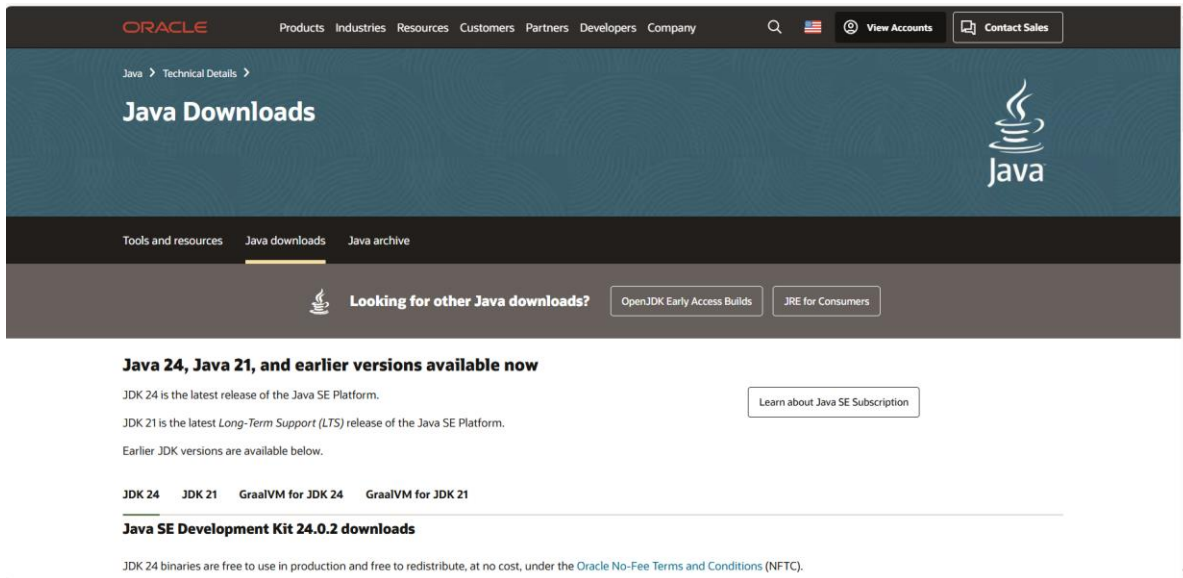 ORACLE Products Industries Resources Customers Partners Developers Company View Accounts Contact Sales
Java > Technical Details >
Java Downloads
Java
Tools and resources Java downloads Java archive
Looking for other Java downloads? OpenJDK Early Access Builds JRE for Consumers
Java 24, Java 21, and earlier versions available now
JDK 24 is the latest release of the Java SE Platform.
Learn about Java SE Subscription
JDK 21 is the latest Long-Term Support (LTS) release of the Java SE Platform.
Earlier JDK versions are available below.
JDK 24 JDK 21 GraalVM for JDK 24 GraalVM for JDK 21
Java SE Development Kit 24.0.2 downloads
JDK 24 binaries are free to use in production and free to redistribute, at no cost, under the Oracle No-Fee Terms and Conditions (NFTC).